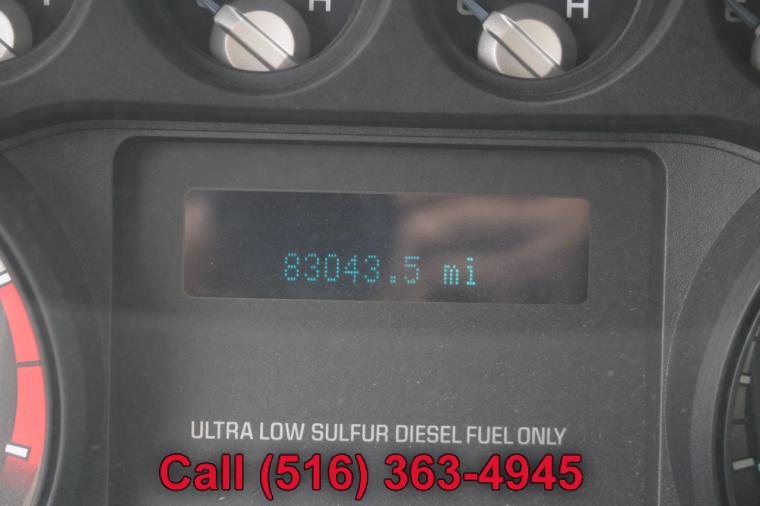 H
C H
83043.5 mi
ULTRA LOW SULFUR DIESEL FUEL ONLY
Call (516) 363-4945